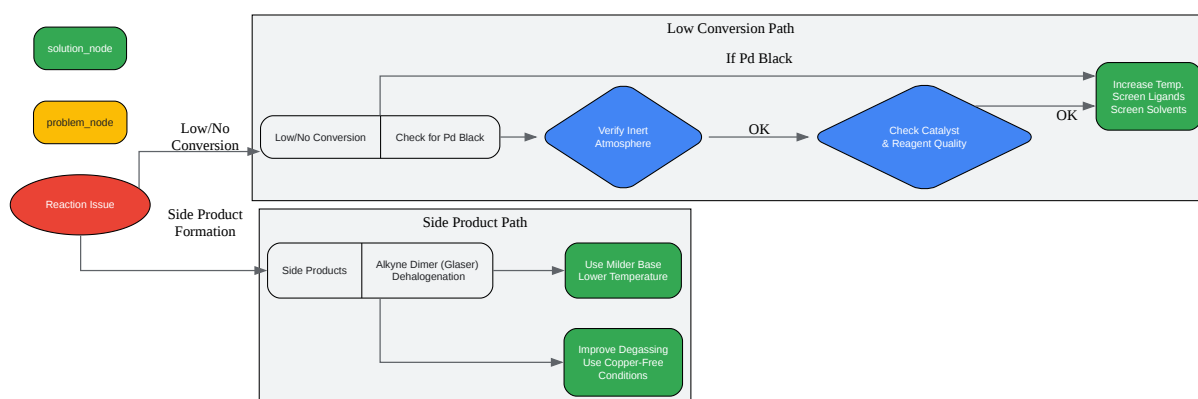 solution_node
problem_node
Reaction Issue
Low/No
Conversion
Side Product
Formation
Low Conversion Path
If Pd Black
Low/No Conversion
Check for Pd Black
Verify Inert
Atmosphere
OK
Check Catalyst
& Reagent Quality
OK
Increase Temp.
Screen Ligands
Screen Solvents
Side Product Path
Side Products
Alkyne Dimer (Glaser)
Dehalogenation
Use Milder Base
Lower Temperature
Improve Degassing
Use Copper-Free
Conditions